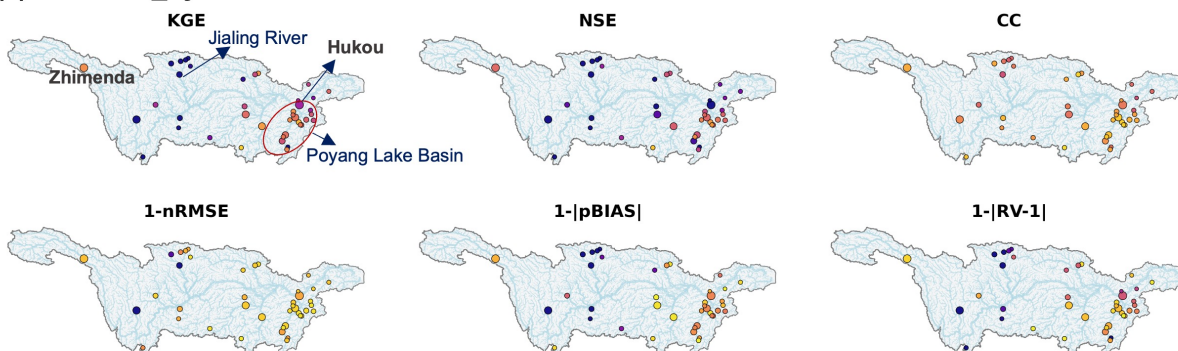 KGE
NSE
CC
Jialing River
Hukou
Zhimenda
Poyang Lake Basin
1-nRMSE
1-|pBIAS|
1-|RV-1|